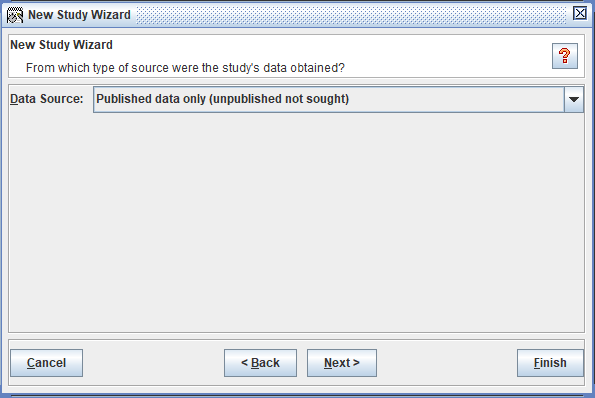 New Study Wizard
New Study Wizard
From which type of source were the study's data obtained?
?
Data Source: Published data only (unpublished not sought)
Cancel < Back Next > Finish